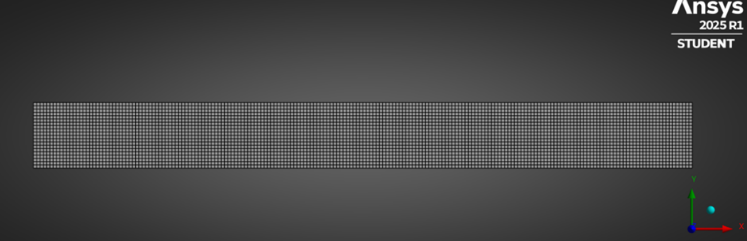 Ansys
2025 R1
STUDENT
Y
X